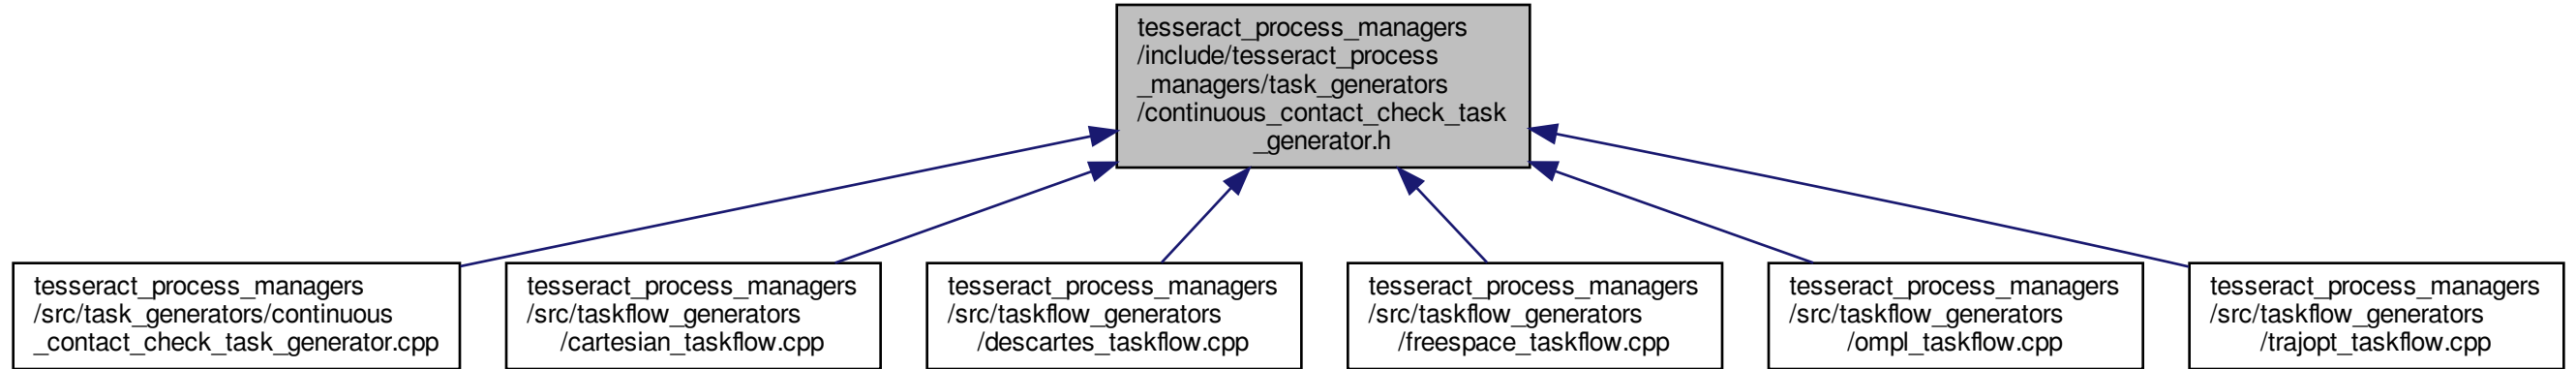 tesseract_process_managers
/include/tesseract_process
_managers/task_generators
/continuous_contact_check_task
_generator.h
tesseract_process_managers
/src/task_generators/continuous
_contact_check_task_generator.cpp
tesseract_process_managers
/src/taskflow_generators
/cartesian_taskflow.cpp
tesseract_process_managers
/src/taskflow_generators
/descartes_taskflow.cpp
tesseract_process_managers
/src/taskflow_generators
/freespace_taskflow.cpp
tesseract_process_managers
/src/taskflow_generators
/ompl_taskflow.cpp
tesseract_process_managers
/src/taskflow_generators
/trajopt_taskflow.cpp